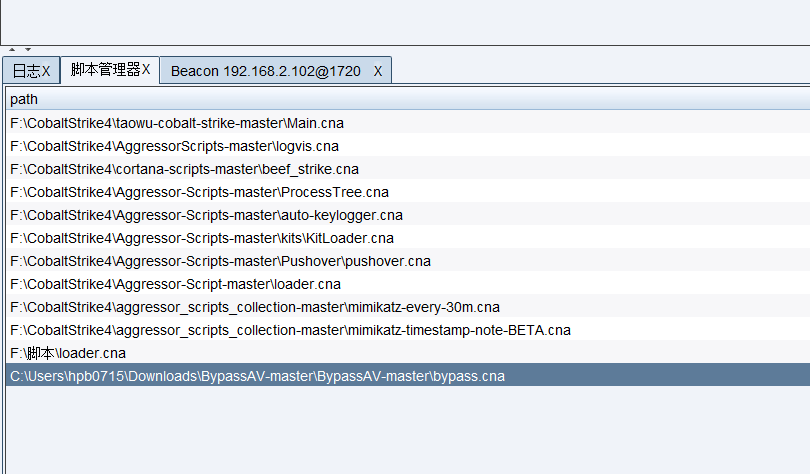 日志X 脚本管理器X Beacon 192.168.2.102@1720 X
path
F:\CobaltStrike4\taowu-cobalt-strike-master\Main.cna
F:\CobaltStrike4\AggressorScripts-master\logvis.cna
F:\CobaltStrike4\cortana-scripts-master\beef_strike.cna
F:\CobaltStrike4\Aggressor-Scripts-master\ProcessTree.cna
F:\CobaltStrike4\Aggressor-Scripts-master\auto-keylogger.cna
F:\CobaltStrike4\Aggressor-Scripts-master\kits\KitLoader.cna
F:\CobaltStrike4\Aggressor-Scripts-master\Pushover\pushover.cna
F:\CobaltStrike4\Aggressor-Script-master\loader.cna
F:\CobaltStrike4\aggressor_scripts_collection-master\mimikatz-every-30m.cna
F:\CobaltStrike4\aggressor_scripts_collection-master\mimikatz-timestamp-note-BETA.cna
F:\脚本\loader.cna
C:\Users\hpb0715\Downloads\BypassAV-master\BypassAV-master\bypass.cna